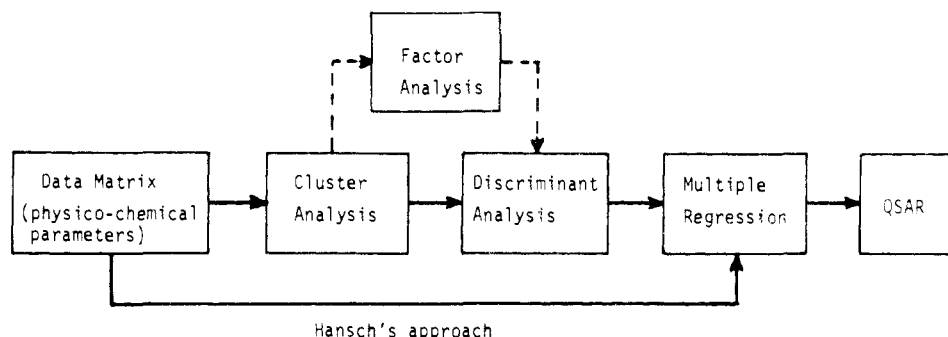 Factor
Analysis
Data Matrix
(physico-chemical
parameters)
Cluster
Analysis
Discriminant
Analysis
Multiple
Regression
QSAR
Hansch's approach